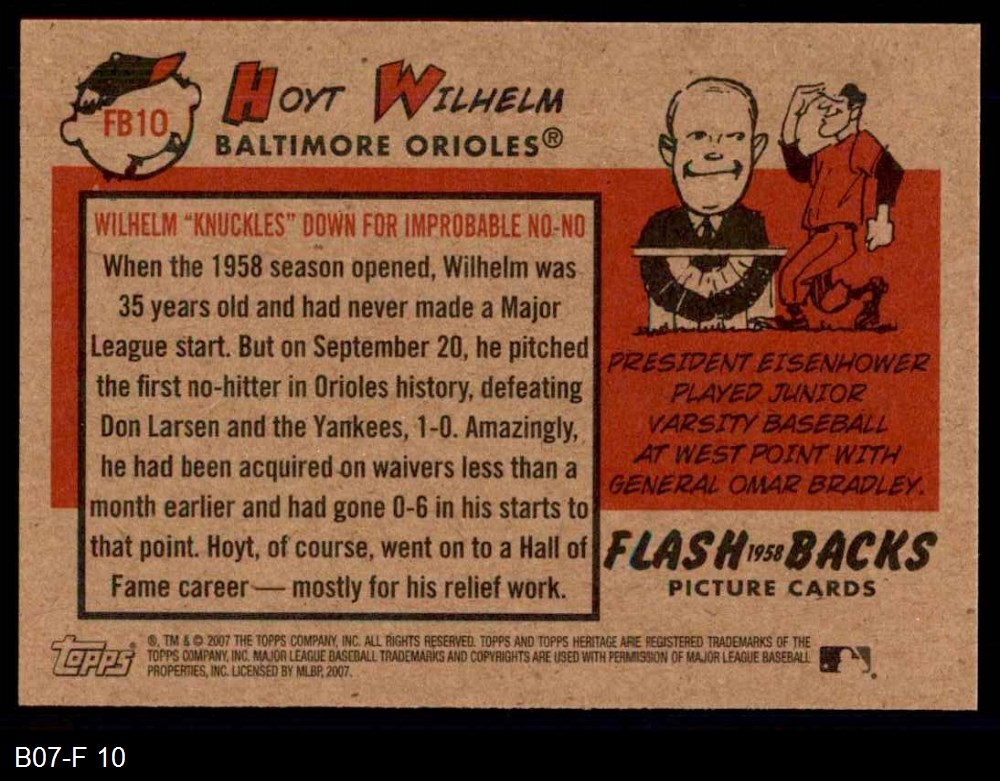 FB10
HOYT WILHELM
BALTIMORE ORIOLES®
WILHELM “KNUCKLES” DOWN FOR IMPROBABLE NO-NO
When the 1958 season opened, Wilhelm was
35 years old and had never made a Major
League start. But on September 20, he pitched
the first no-hitter in Orioles history, defeating
Don Larsen and the Yankees, 1-0. Amazingly,
he had been acquired on waivers less than a
month earlier and had gone 0-6 in his starts to
that point. Hoyt, of course, went on to a Hall of
Fame career — mostly for his relief work.
PRESIDENT EISENHOWER
PLAYED JUNIOR
VARSITY BASEBALL
AT WEST POINT WITH
GENERAL OMAR BRADLEY.
FLASH 1958 BACKS
PICTURE CARDS
Topps®
®, TM & © 2007 THE TOPPS COMPANY, INC. ALL RIGHTS RESERVED. TOPPS AND TOPPS HERITAGE ARE REGISTERED TRADEMARKS OF THE
TOPPS COMPANY, INC. MAJOR LEAGUE BASEBALL TRADEMARKS AND COPYRIGHTS ARE USED WITH PERMISSION OF MAJOR LEAGUE BASEBALL
PROPERTIES, INC. LICENSED BY MLBP, 2007.
B07-F 10